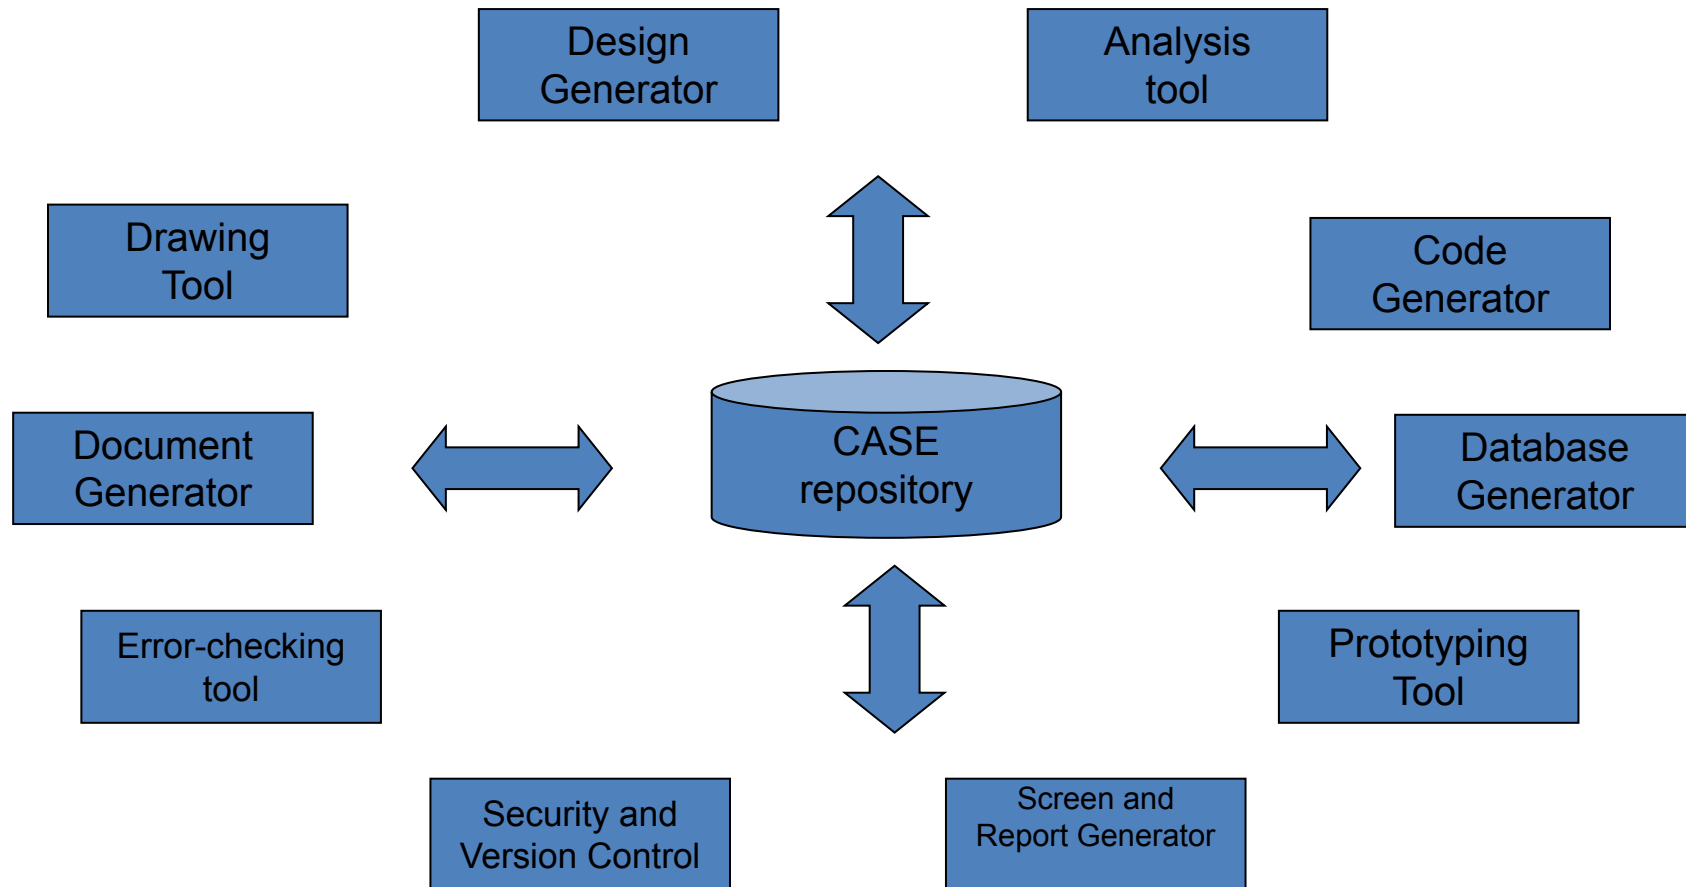 Design
Generator
Analysis
tool
Drawing
Tool
Code
Generator
Document
Generator
CASE
repository
Database
Generator
Error-checking
tool
Prototyping
Tool
Security and
Version Control
Screen and
Report Generator